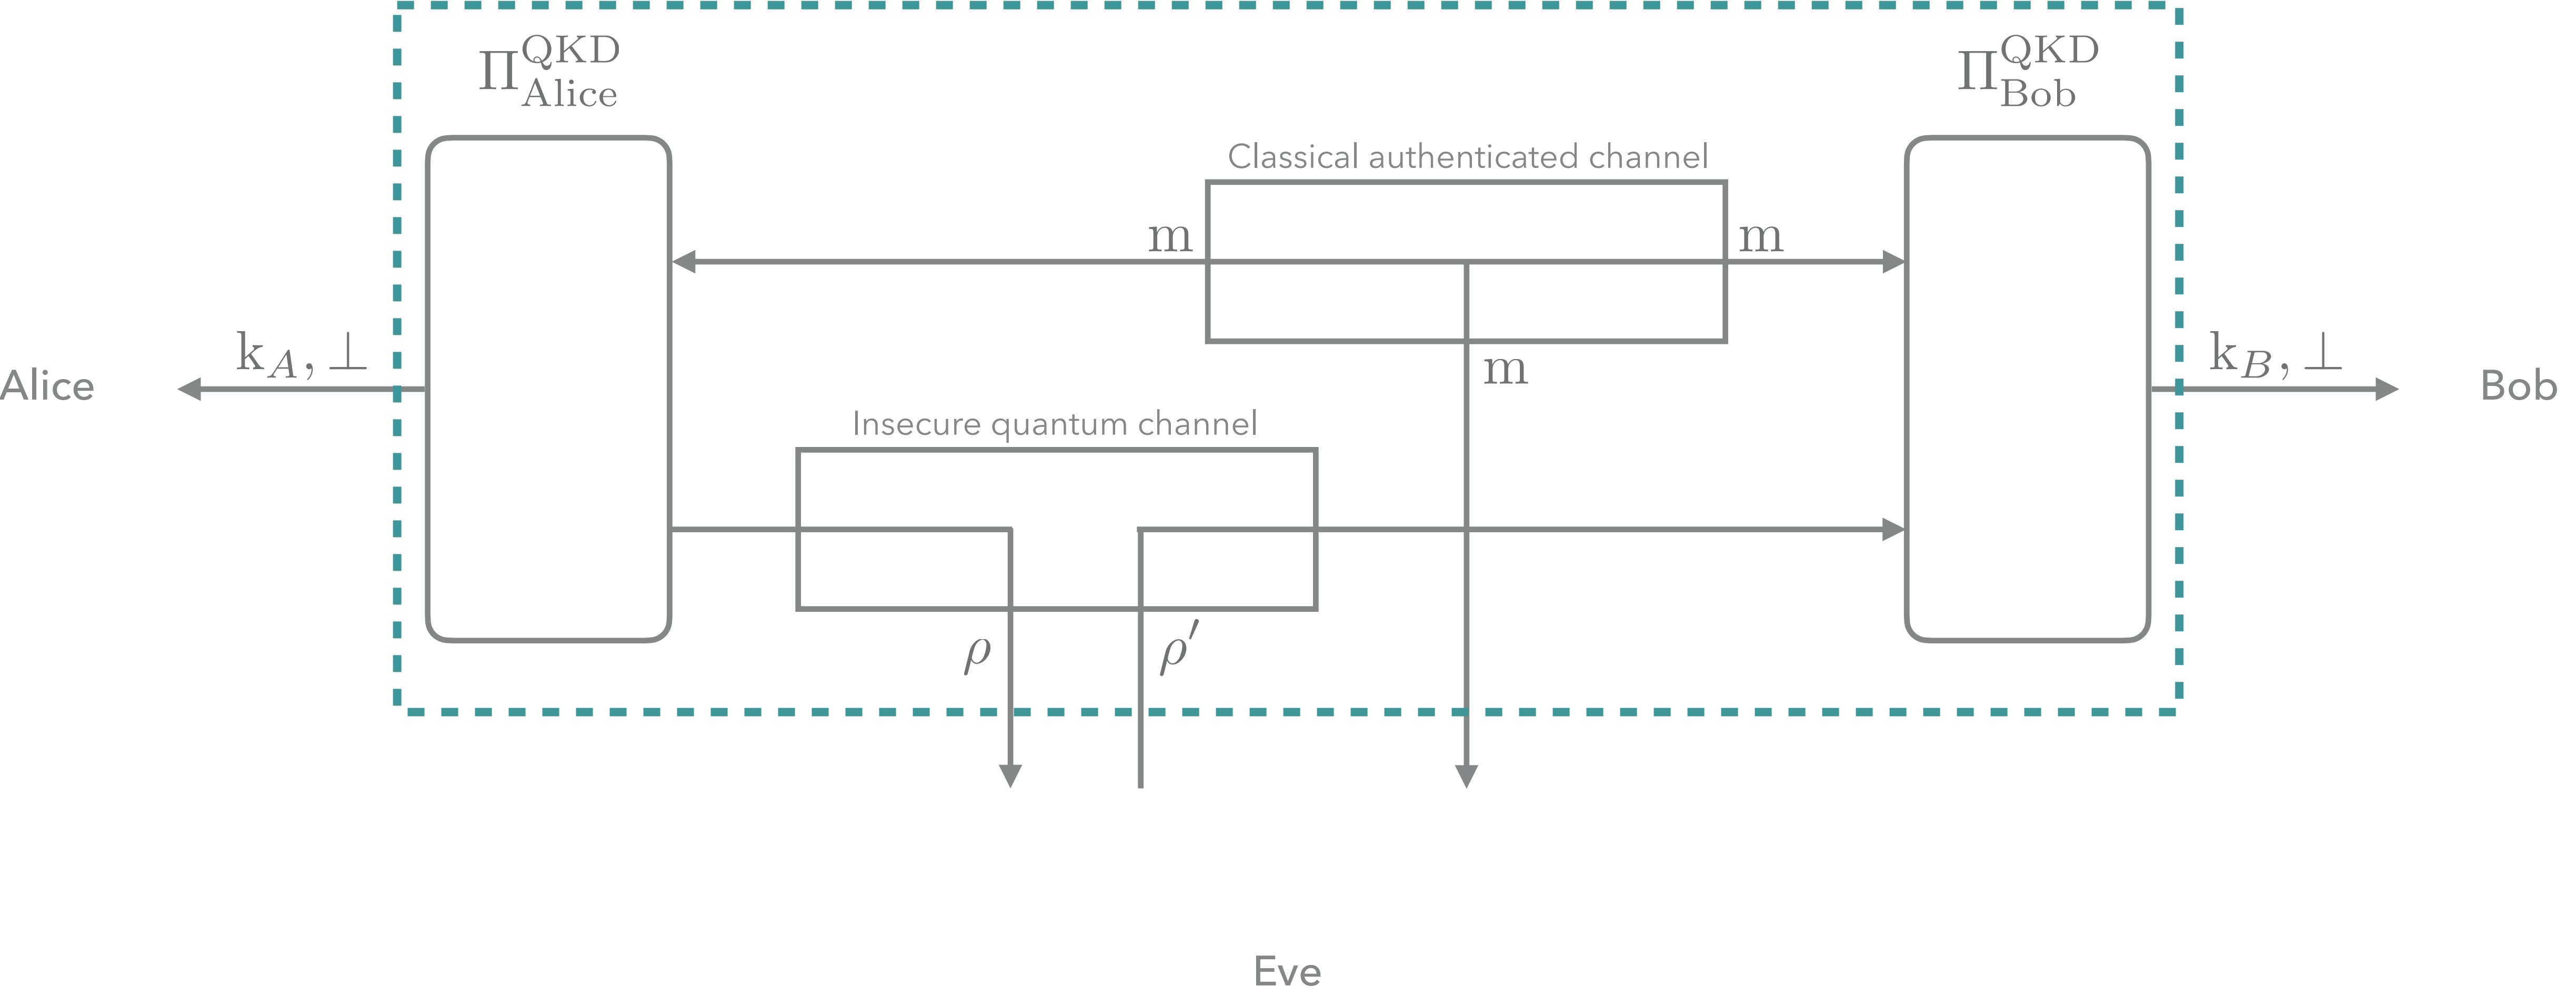 Π^QKD_Alice
Π^QKD_Bob
Classical authenticated channel
m
m
k_A, ⊥
k_B, ⊥
m
Alice
Bob
Insecure quantum channel
ρ
ρ′
Eve